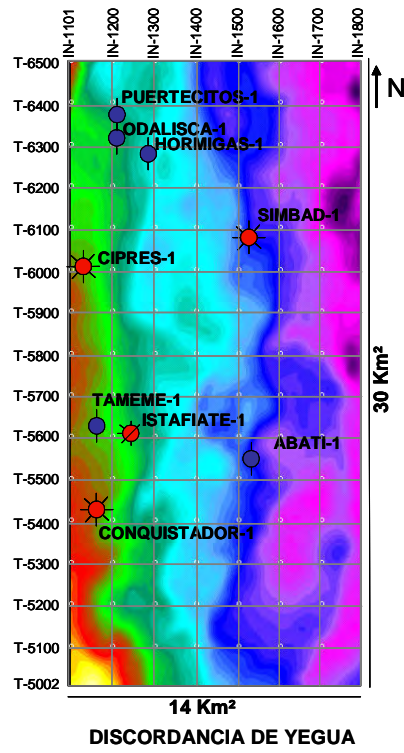 IN-1101
IN-1200
IN-1300
IN-1400
IN-1500
IN-1600
IN-1700
IN-1800
T-6500
N
PUERTECITOS-1
T-6400
ODALISCA-1
T-6300
HORMIGAS-1
T-6200
SIMBAD-1
T-6100
CIPRES-1
T-6000
T-5900
T-5800
T-5700
30 Km²
TAMEME-1
ISTAFIATE-1
T-5600
ABATI-1
T-5500
T-5400
CONQUISTADOR-1
T-5300
T-5200
T-5100
T-5002
14 Km²
DISCORDANCIA DE YEGUA